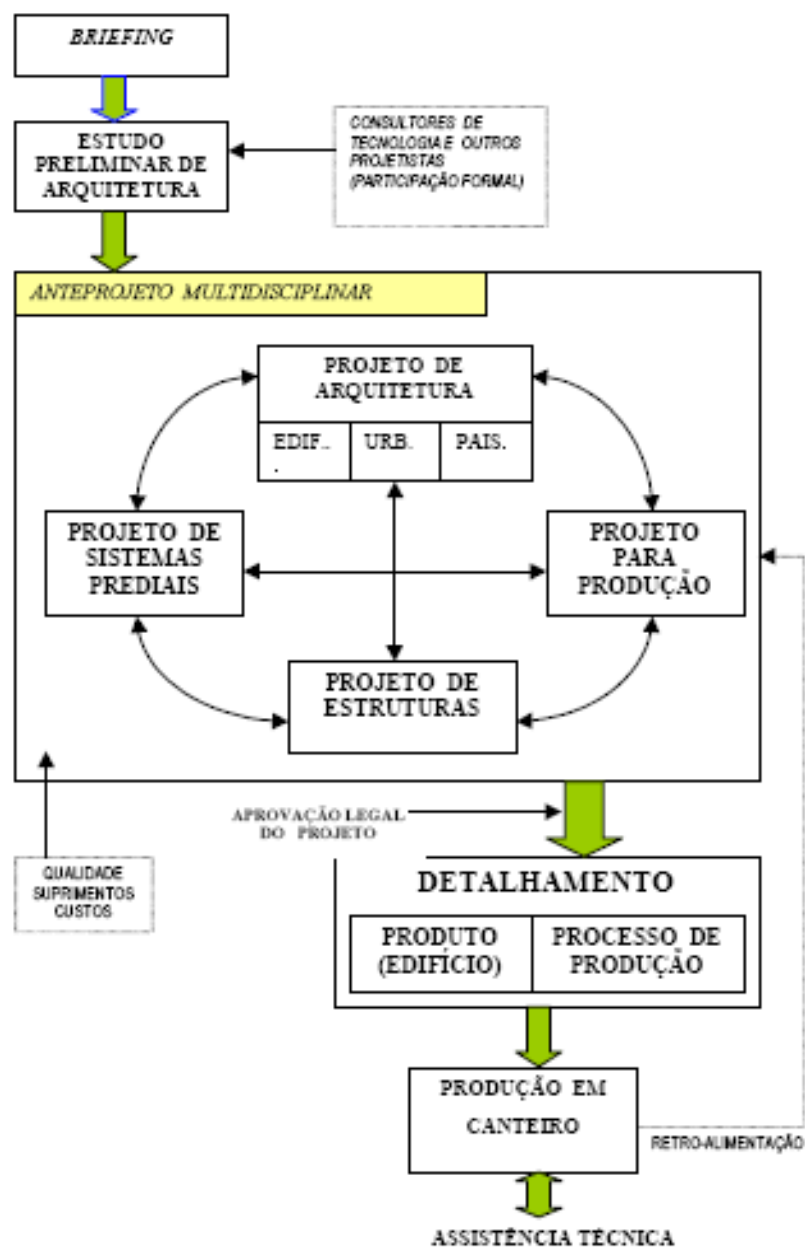 BRIEFING
ESTUDO
PRELIMINAR DE
ARQUITETURA
CONSULTORES DE
TECNOLOGIA E OUTROS
PROJETISTAS
(PARTICIPAÇÃO FORMAL)
ANTEPROJETO MULTIDISCIPLINAR
PROJETO DE
ARQUITETURA
EDIF.. URB. PAIS.
.
PROJETO DE
SISTEMAS
PREDIAIS
PROJETO
PARA
PRODUÇÃO
PROJETO DE
ESTRUTURAS
APROVAÇÃO LEGAL
DO PROJETO
QUALIDADE
SUPRIMENTOS
CUSTOS
DETALHAMENTO
PRODUTO
(EDIFÍCIO)
PROCESSO DE
PRODUÇÃO
PRODUÇÃO EM
CANTEIRO
RETRO-ALIMENTAÇÃO
ASSISTÊNCIA TÉCNICA